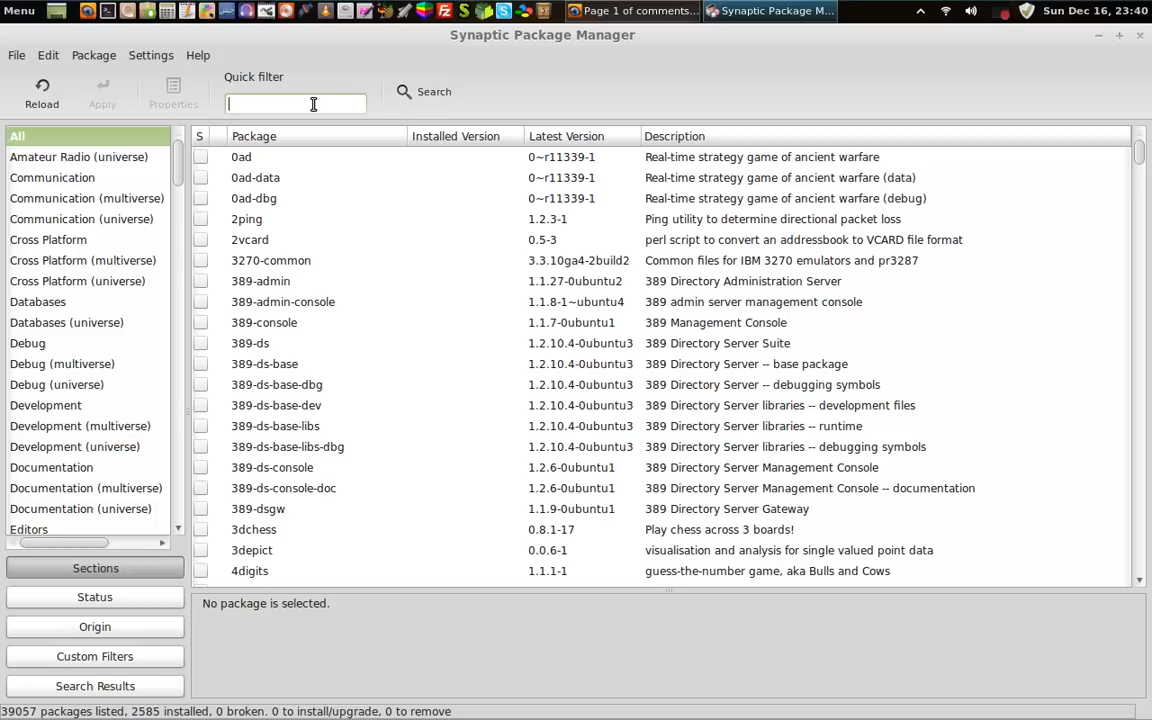 Menu
Page 1 of comments...
Synaptic Package M...
Sun Dec 16, 23:40
Synaptic Package Manager
File Edit Package Settings Help
Quick filter
Reload
Apply
Properties
Search
S Package Installed Version Latest Version Description
All
Amateur Radio (universe)
Communication
Communication (multiverse)
Communication (universe)
Cross Platform
Cross Platform (multiverse)
Cross Platform (universe)
Databases
Databases (universe)
Debug
Debug (multiverse)
Debug (universe)
Development
Development (multiverse)
Development (universe)
Documentation
Documentation (multiverse)
Documentation (universe)
Editors
0ad 0~r11339-1 Real-time strategy game of ancient warfare
0ad-data 0~r11339-1 Real-time strategy game of ancient warfare (data)
0ad-dbg 0~r11339-1 Real-time strategy game of ancient warfare (debug)
2ping 1.2.3-1 Ping utility to determine directional packet loss
2vcard 0.5-3 perl script to convert an addressbook to VCARD file format
3270-common 3.3.10ga4-2build2 Common files for IBM 3270 emulators and pr3287
389-admin 1.1.27-0ubuntu2 389 Directory Administration Server
389-admin-console 1.1.8-1~ubuntu4 389 admin server management console
389-console 1.1.7-0ubuntu1 389 Management Console
389-ds 1.2.10.4-0ubuntu3 389 Directory Server Suite
389-ds-base 1.2.10.4-0ubuntu3 389 Directory Server -- base package
389-ds-base-dbg 1.2.10.4-0ubuntu3 389 Directory Server -- debugging symbols
389-ds-base-dev 1.2.10.4-0ubuntu3 389 Directory Server libraries -- development files
389-ds-base-libs 1.2.10.4-0ubuntu3 389 Directory Server libraries -- runtime
389-ds-base-libs-dbg 1.2.10.4-0ubuntu3 389 Directory Server libraries -- debugging symbols
389-ds-console 1.2.6-0ubuntu1 389 Directory Server Management Console
389-ds-console-doc 1.2.6-0ubuntu1 389 Directory Server Management Console -- documentation
389-dsgw 1.1.9-0ubuntu1 389 Directory Server Gateway
3dchess 0.8.1-17 Play chess across 3 boards!
3depict 0.0.6-1 visualisation and analysis for single valued point data
4digits 1.1.1-1 guess-the-number game, aka Bulls and Cows
Sections
Status
Origin
Custom Filters
Search Results
No package is selected.
39057 packages listed, 2585 installed, 0 broken. 0 to install/upgrade, 0 to remove